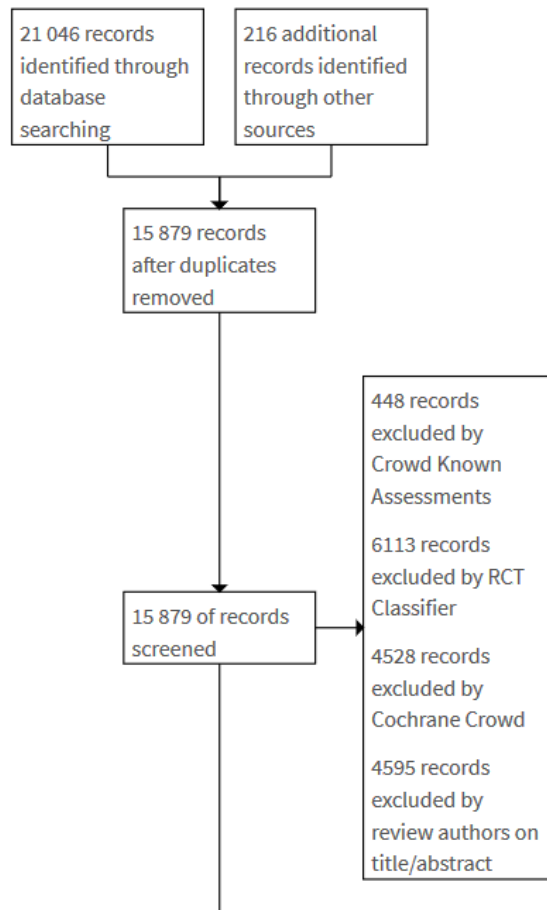 21 046 records
identified through
database
searching
216 additional
records identified
through other
sources
15 879 records
after duplicates
removed
448 records
excluded by
Crowd Known
Assessments
6113 records
excluded by RCT
Classifier
4528 records
excluded by
Cochrane Crowd
4595 records
excluded by
review authors on
title/abstract
15 879 of records
screened